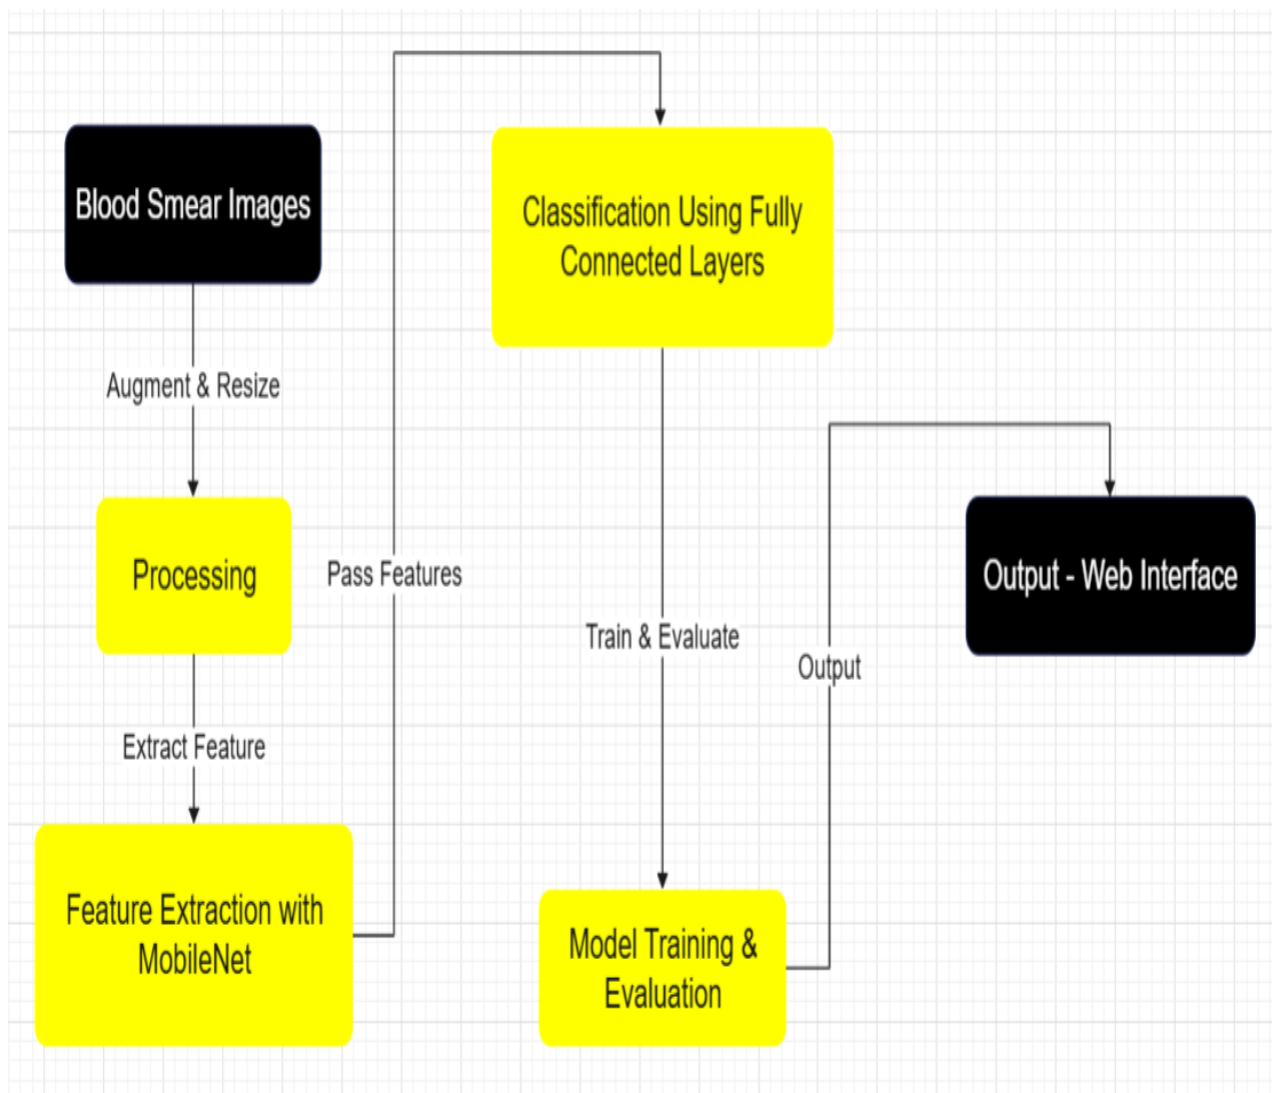 Blood Smear Images
Augment & Resize
Processing
Extract Feature
Feature Extraction with
MobileNet
Pass Features
Classification Using Fully
Connected Layers
Train & Evaluate
Model Training &
Evaluation
Output
Output - Web Interface